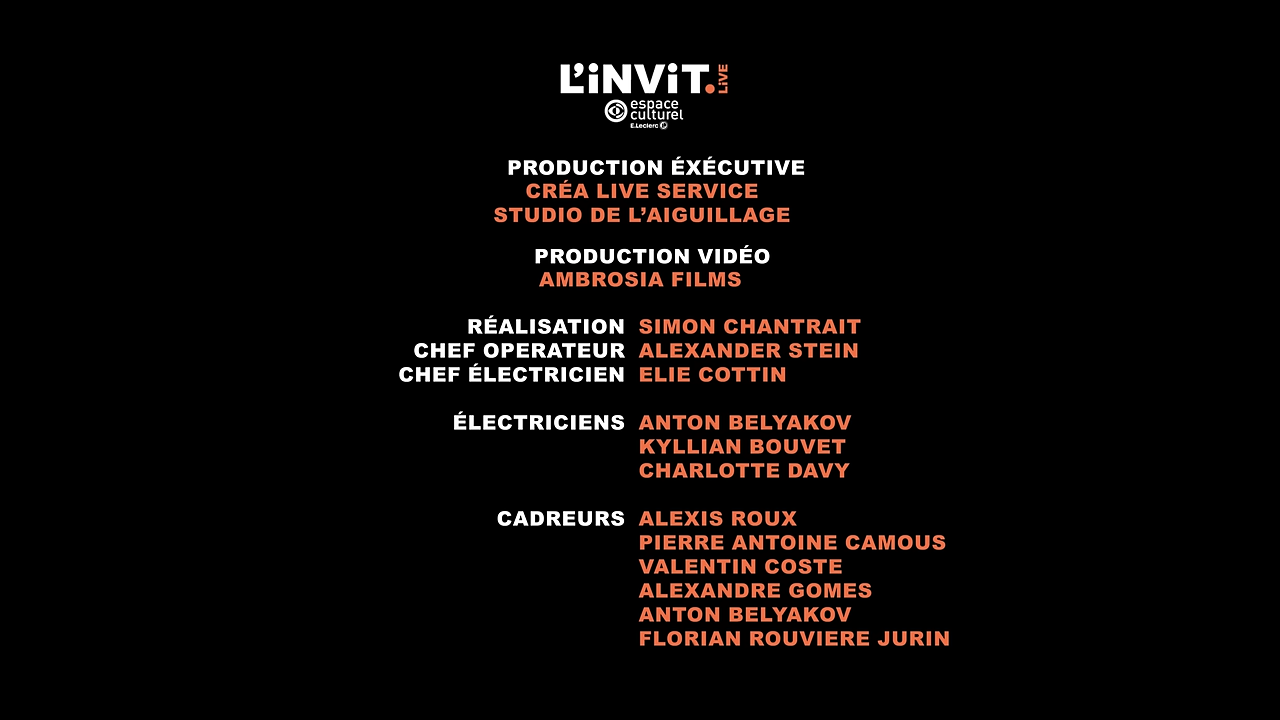 L'iNViT. LiVE
espace
culturel
E.Leclerc
PRODUCTION ÉXÉCUTIVE
CRÉA LIVE SERVICE
STUDIO DE L’AIGUILLAGE
PRODUCTION VIDÉO
AMBROSIA FILMS
RÉALISATION SIMON CHANTRAIT
CHEF OPERATEUR ALEXANDER STEIN
CHEF ÉLECTRICIEN ELIE COTTIN
ÉLECTRICIENS ANTON BELYAKOV
KYLLIAN BOUVET
CHARLOTTE DAVY
CADREURS ALEXIS ROUX
PIERRE ANTOINE CAMOUS
VALENTIN COSTE
ALEXANDRE GOMES
ANTON BELYAKOV
FLORIAN ROUVIERE JURIN